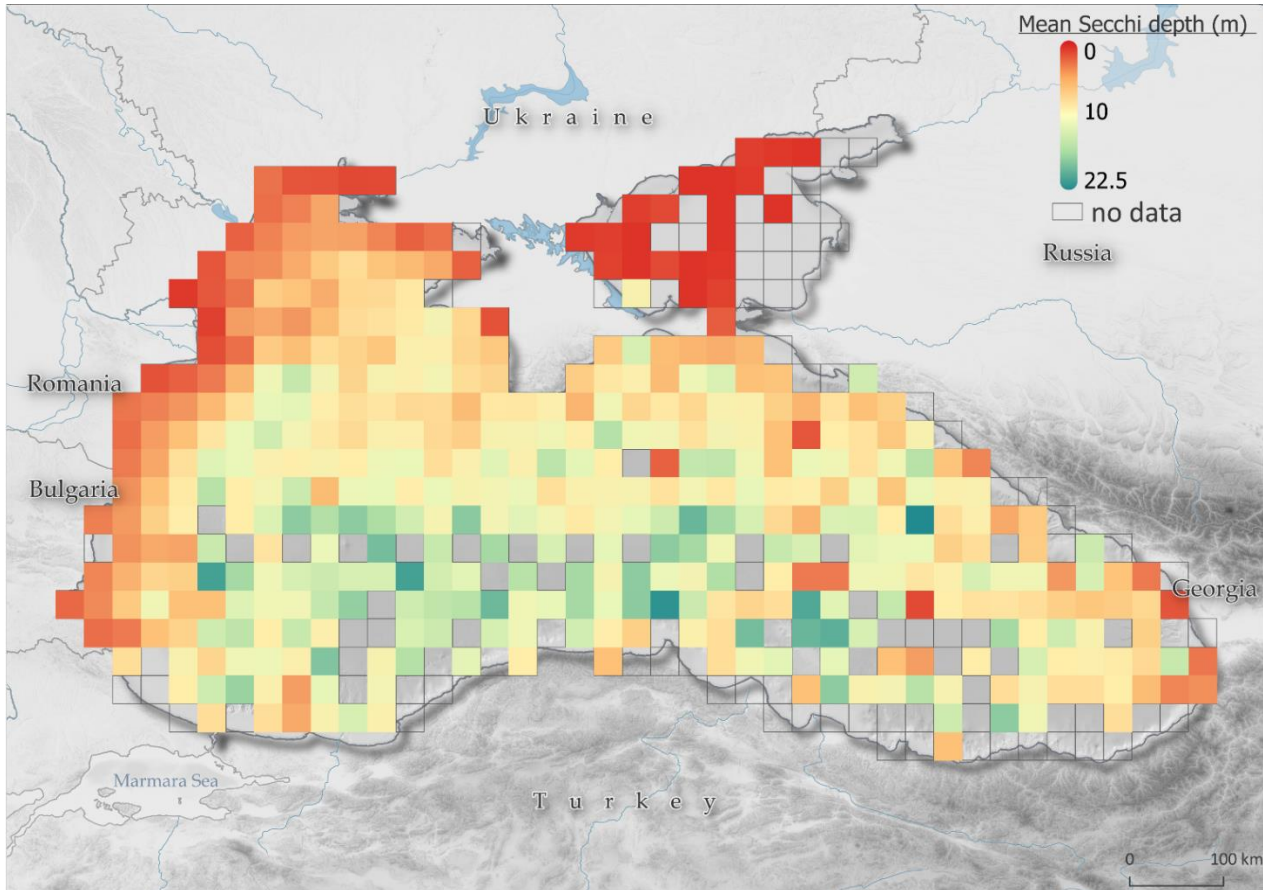 Mean Secchi depth (m)
0
10
22.5
no data
Ukraine
Russia
Romania
Bulgaria
Georgia
Marmara Sea
Turkey
0 100 km